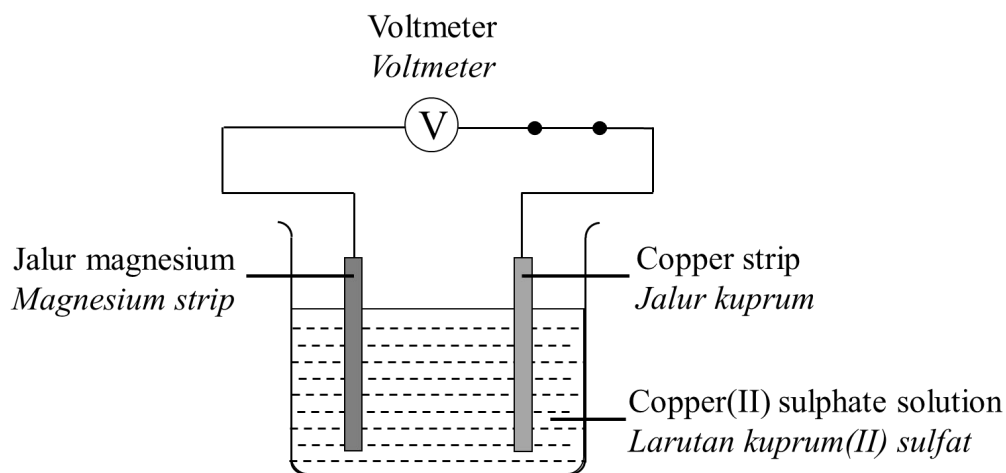 Voltmeter
Voltmeter
V
Jalur magnesium
Magnesium strip
Copper strip
Jalur kuprum
Copper(II) sulphate solution
Larutan kuprum(II) sulfat